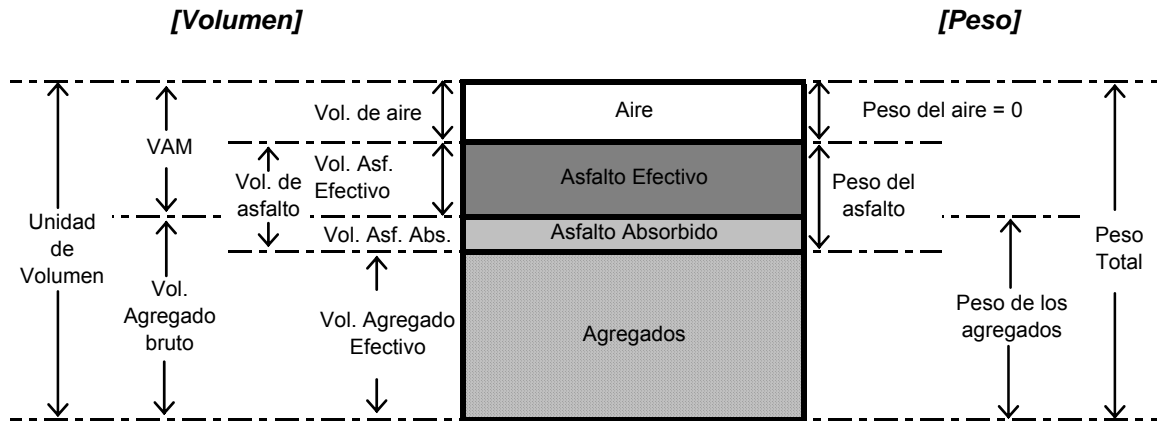 [Volumen]
[Peso]
Vol. de aire
Aire
Peso del aire = 0
VAM
Vol. Asf.
Efectivo
Vol. de
asfalto
Asfalto Efectivo
Peso del
asfalto
Unidad
de
Volumen
Vol. Asf. Abs.
Asfalto Absorbido
Peso
Total
Vol.
Agregado
bruto
Vol. Agregado
Efectivo
Agregados
Peso de los
agregados